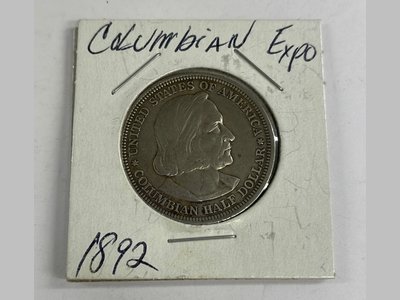 Columbian Expo
UNITED STATES OF AMERICA
COLUMBIAN HALF DOLLAR
1892